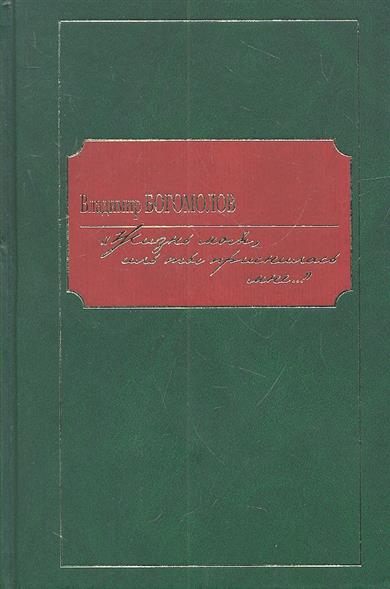 Владимир БОГОМОЛОВ
«Жизнь моя,
иль ты приснилась
мне...?